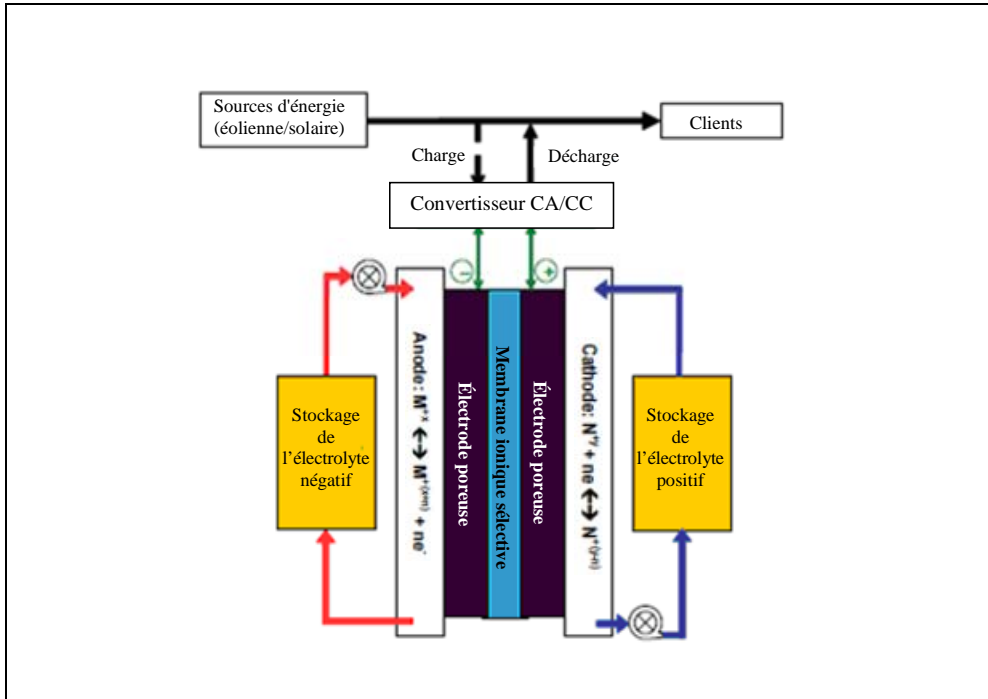 Sources d'énergie
(éolienne/solaire)
Clients
Charge
Décharge
Convertisseur CA/CC
−
+
Stockage
de
l’électrolyte
négatif
Anode: M⁺ˣ ↔ M⁺⁽ˣ⁺ⁿ⁾ + ne⁻
Électrode poreuse
Membrane ionique sélective
Électrode poreuse
Cathode: N⁺ʸ + ne ↔ N⁺⁽ʸ⁻ⁿ⁾
Stockage
de
l’électrolyte
positif